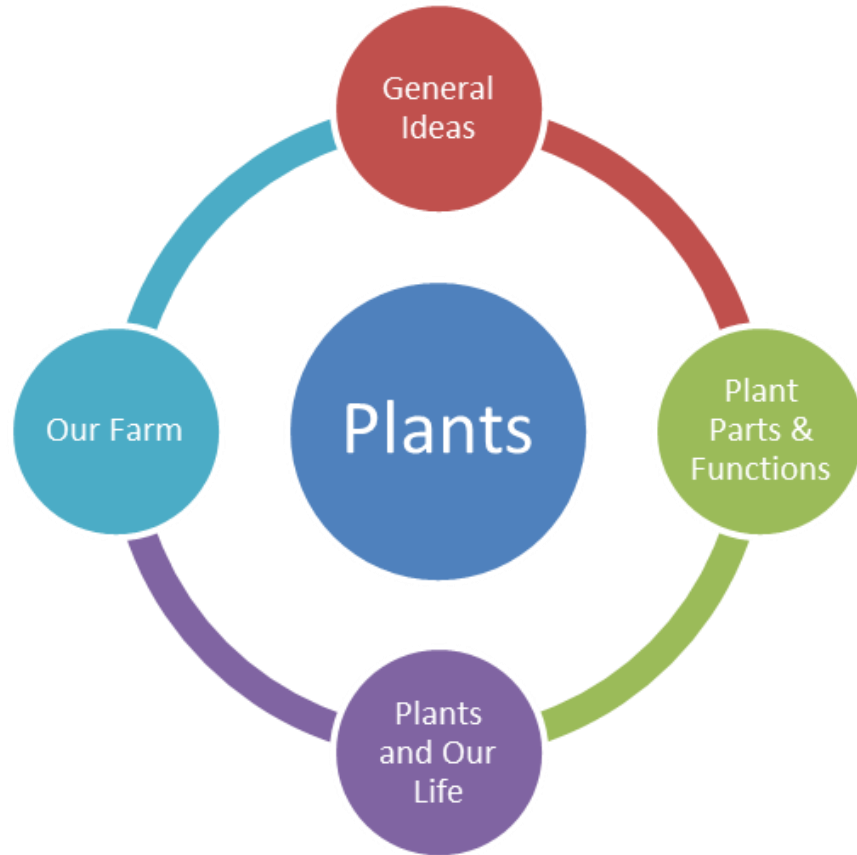 General
Ideas
Plants
Our Farm
Plant
Parts &
Functions
Plants
and Our
Life